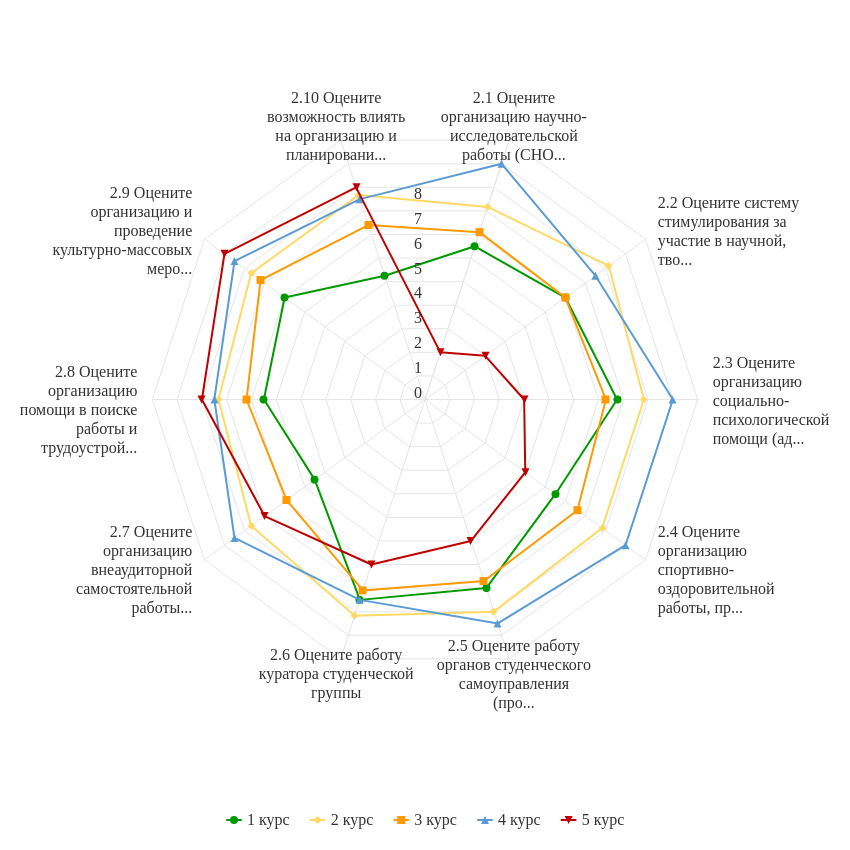 2.10 Оцените
возможность влиять
на организацию и
планировани...
2.1 Оцените
организацию научно-
исследовательской
работы (СНО...
2.9 Оцените
организацию и
проведение
культурно-массовых
меро...
2.2 Оцените систему
стимулирования за
участие в научной,
тво...
8
7
6
5
4
3
2
1
0
2.8 Оцените
организацию
помощи в поиске
работы и
трудоустрой...
2.3 Оцените
организацию
социально-
психологической
помощи (ад...
2.7 Оцените
организацию
внеаудиторной
самостоятельной
работы...
2.4 Оцените
организацию
спортивно-
оздоровительной
работы, пр...
2.6 Оцените работу
куратора студенческой
группы
2.5 Оцените работу
органов студенческого
самоуправления
(про...
1 курс 2 курс 3 курс 4 курс 5 курс